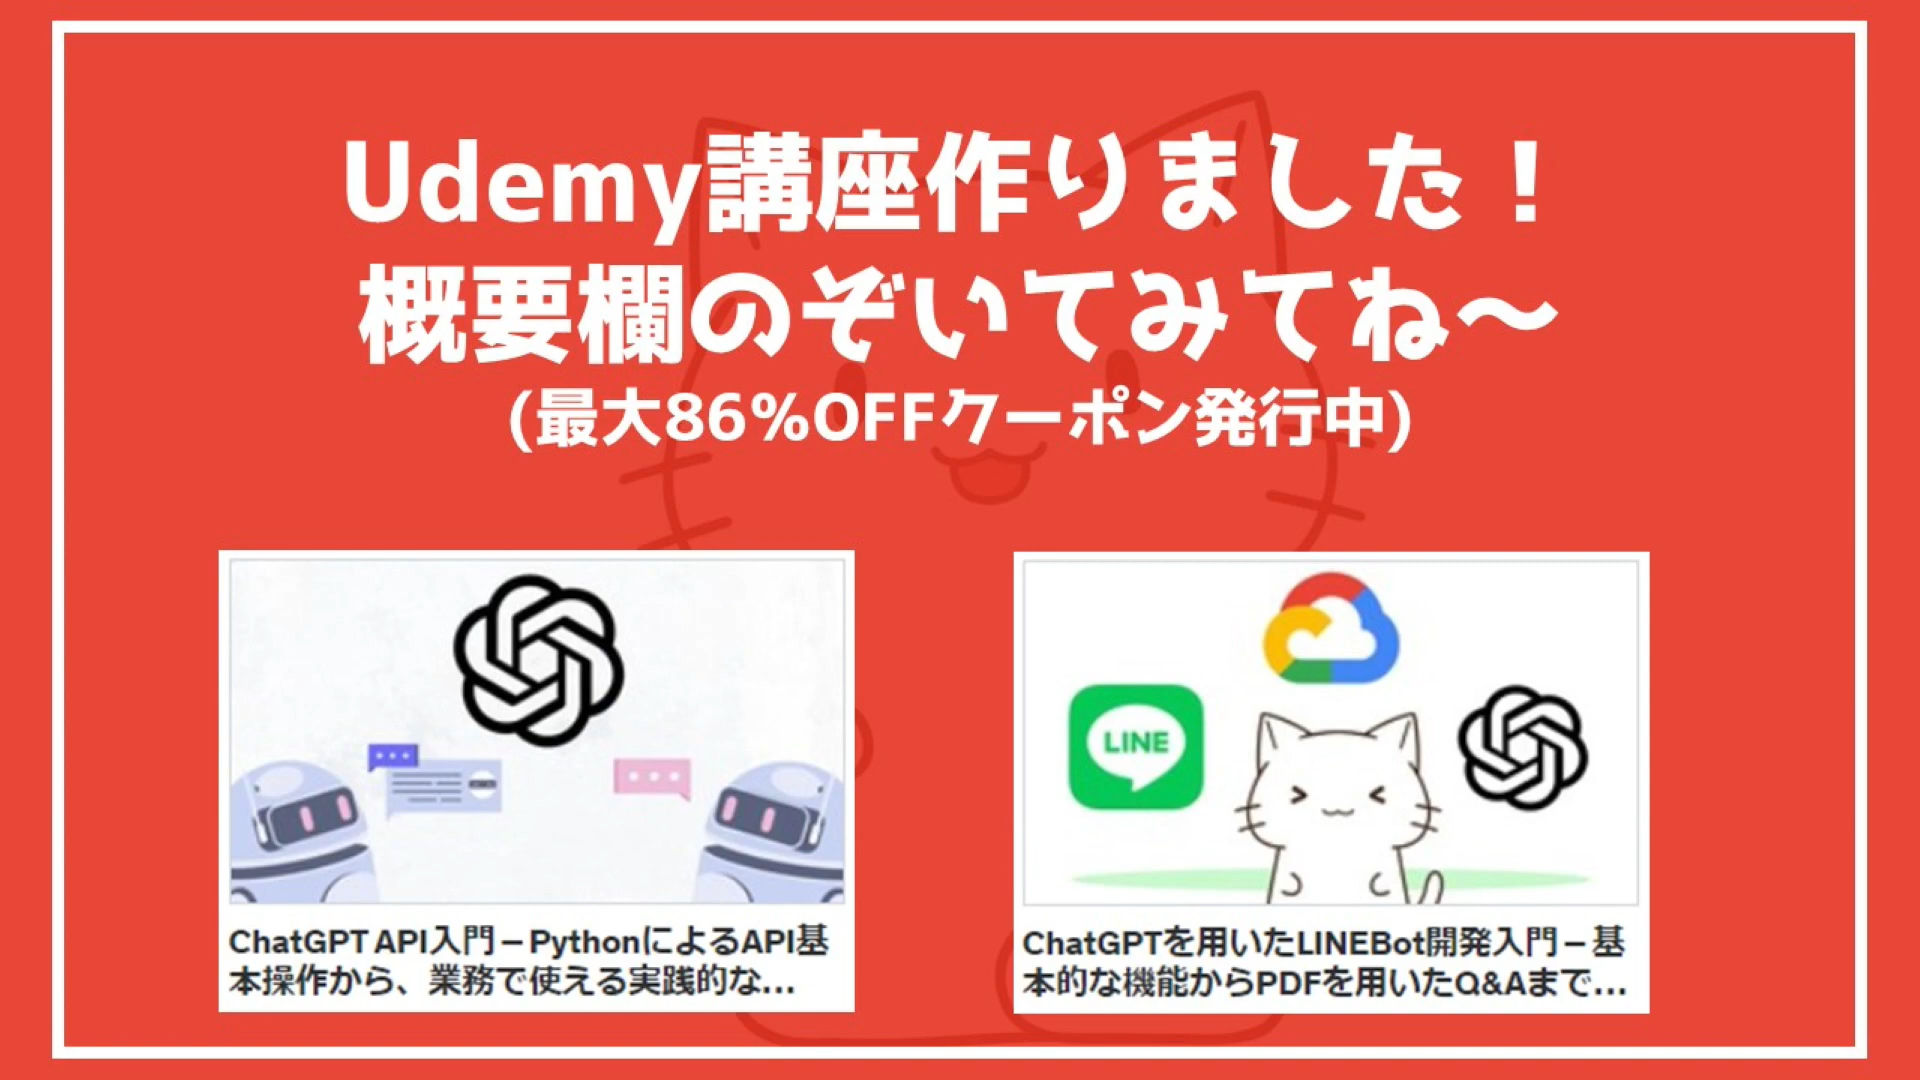 Udemy講座作りました！
概要欄のぞいてみてね～
(最大86%OFFクーポン発行中)
LINE
ChatGPT API入門 – PythonによるAPI基
本操作から、業務で使える実践的な...
ChatGPTを用いたLINEBot開発入門 – 基
本的な機能からPDFを用いたQ&Aまで...